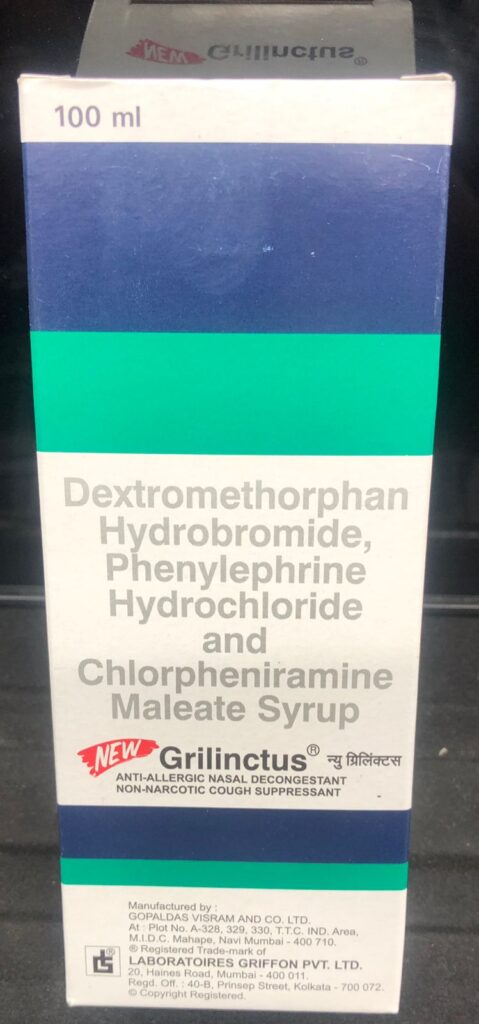 NEW Grilinctus®
100 ml
Dextromethorphan
Hydrobromide,
Phenylephrine
Hydrochloride
and
Chlorpheniramine
Maleate Syrup
NEW Grilinctus® न्यु ग्रिलिंक्टस
ANTI-ALLERGIC NASAL DECONGESTANT
NON-NARCOTIC COUGH SUPPRESSANT
Manufactured by :
GOPALDAS VISRAM AND CO. LTD.
At : Plot No. A-328, 329, 330, T.T.C. IND. Area,
M.I.D.C. Mahape, Navi Mumbai - 400 710.
® Registered Trade-mark of
LABORATOIRES GRIFFON PVT. LTD.
20, Haines Road, Mumbai - 400 011.
Regd. Off. : 40-B, Prinsep Street, Kolkata - 700 072.
© Copyright Registered.